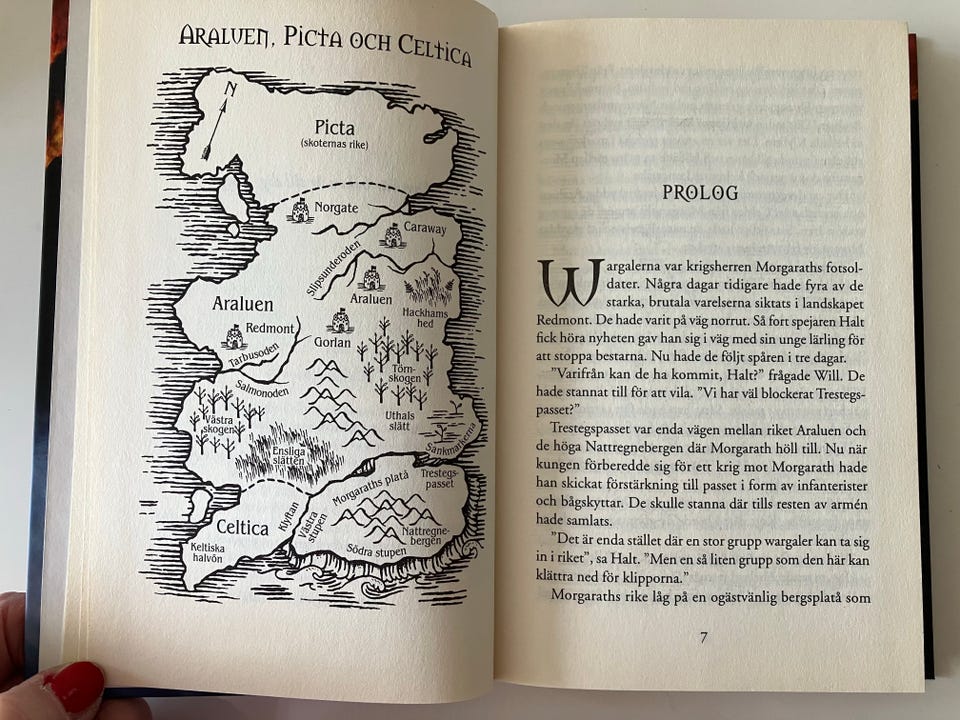 ARALUEN, PICTA OCH CELTICA
N
Picta
(skoternas rike)
Norgate
Caraway
Slipsunderoden
Araluen
Hackhams
hed
Araluen
Redmont
Gorlan
Tarbusoden
Törn-
skogen
Salmonoden
Västra
skogen
Uthals
slätt
Ensliga
slätten
Sankmarkerna
Morgaraths platå
Trestegs-
passet
Klyftan
Västra
stupen
Celtica
Nattregne-
bergen
Keltiska
halvön
Södra stupen
PROLOG
Wargalerna var krigsherren Morgaraths fotsol-
dater. Några dagar tidigare hade fyra av de
starka, brutala varelserna siktats i landskapet
Redmont. De hade varit på väg norrut. Så fort spejaren Halt
fick höra nyheten gav han sig i väg med sin unge lärling för
att stoppa bestarna. Nu hade de följt spåren i tre dagar.
”Varifrån kan de ha kommit, Halt?” frågade Will. De
hade stannat till för att vila. ”Vi har väl blockerat Trestegs-
passet?”
Trestegspasset var enda vägen mellan riket Araluen och
de höga Nattregnebergen där Morgarath höll till. Nu när
kungen förberedde sig för ett krig mot Morgarath hade
han skickat förstärkning till passet i form av infanterister
och bågskyttar. De skulle stanna där tills resten av armén
hade samlats.
”Det är enda stället där en stor grupp wargaler kan ta sig
in i riket”, sa Halt. ”Men en så liten grupp som den här kan
klättra ned för klipporna.”
Morgaraths rike låg på en ogästvänlig bergsplatå som
7